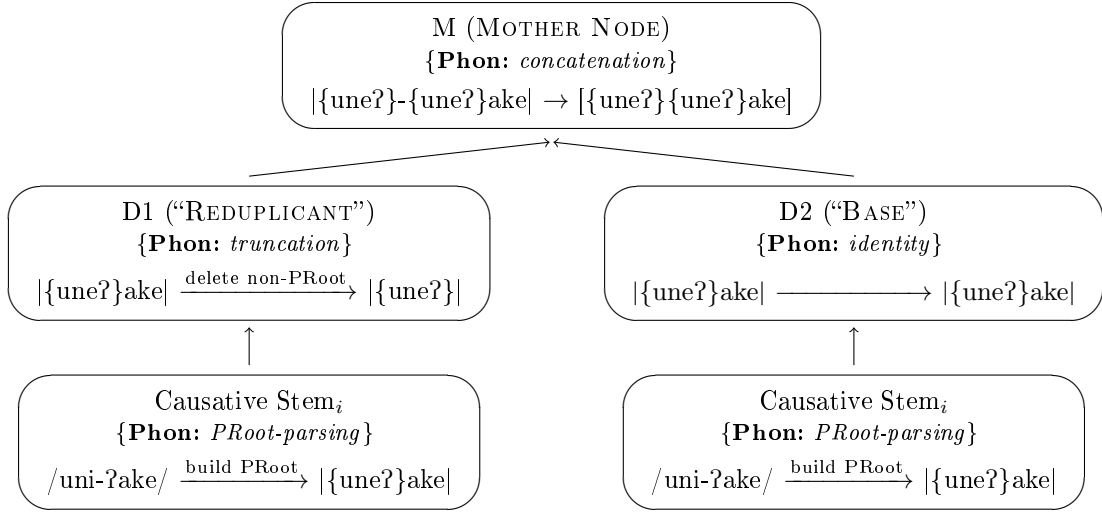 M (MOTHER NODE)
{Phon: concatenation}
|{uneʔ}-{uneʔ}ake| → [{uneʔ}{uneʔ}ake]
D1 (“REDUPLICANT”)
{Phon: truncation}
|{uneʔ}ake| delete non-PRoot → |{uneʔ}|
D2 (“BASE”)
{Phon: identity}
|{uneʔ}ake| → |{uneʔ}ake|
Causative Stemᵢ
{Phon: PRoot-parsing}
/uni-ʔake/ build PRoot → |{uneʔ}ake|
Causative Stemᵢ
{Phon: PRoot-parsing}
/uni-ʔake/ build PRoot → |{uneʔ}ake|